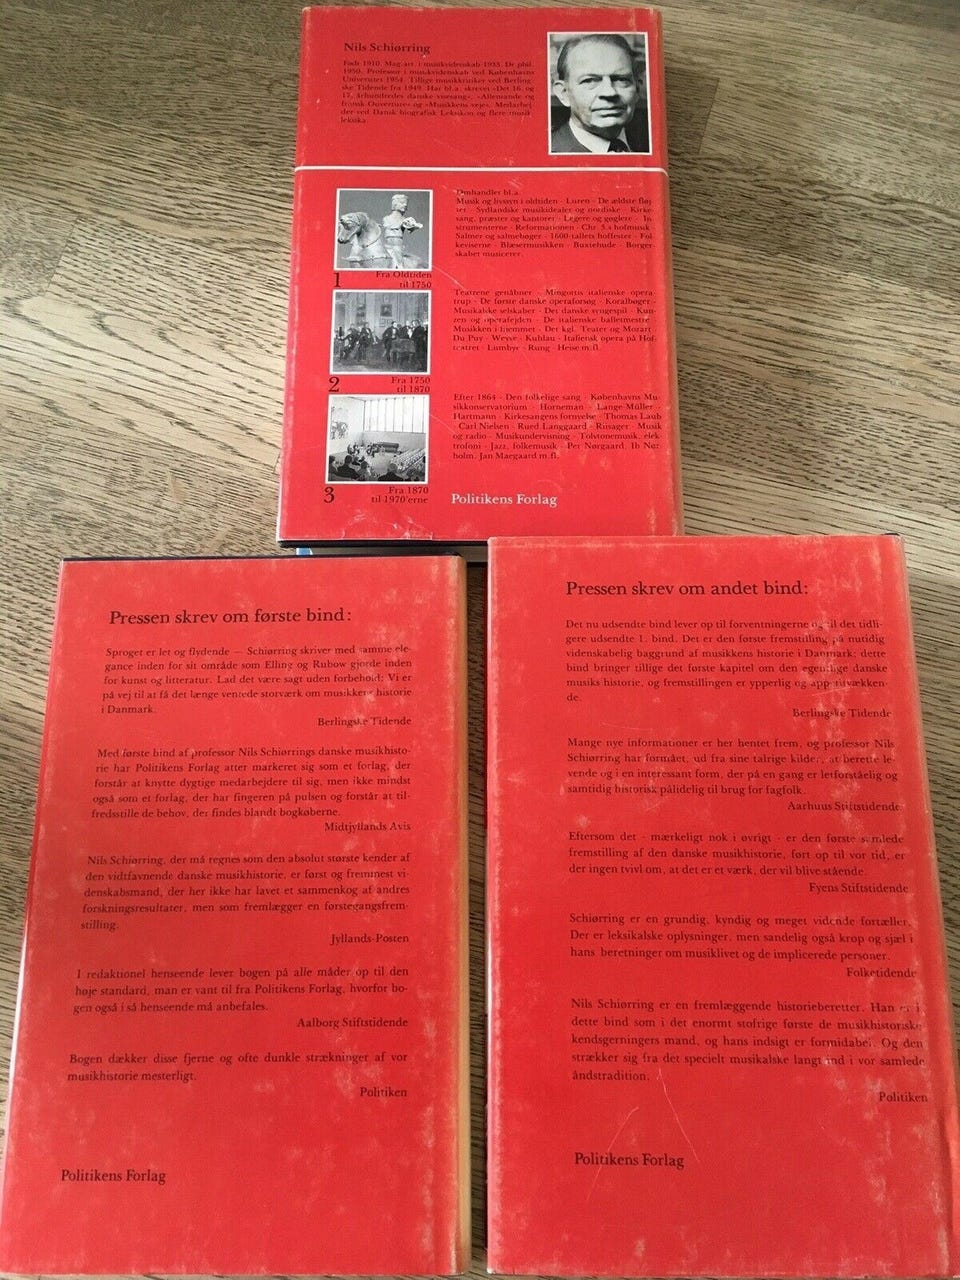 Nils Schiørring
Født 1910. Mag.art. i musikvidenskab 1933. Dr. phil.
1950. Professor i musikvidenskab ved Københavns
Universitet 1954. Tillige musikkritiker ved Berling-
ske Tidende fra 1949. Har bl.a. skrevet »Det 16. og
17. århundredes danske visesang«, »Allemande og
fransk Ouverture« og »Musikkens veje«. Medarbej-
der ved Dansk biografisk Leksikon og flere musik-
leksika.
Omhandler bl.a.
Musik og livssyn i oldtiden - Luren - De ældste fløj-
ter - Sydlandske musikidealer og nordiske - Kirke-
sang, præster og kantorer - Legere og gøglere - In-
strumenterne - Reformationen - Chr. 3.s hofmusik -
Salmer og salmebøger - 1600-tallets hoffester - Fol-
keviserne - Blæsermusikken - Buxtehude - Borger-
skabet musicerer.
1 Fra Oldtiden
til 1750
Teatrene genåbner - Mingottis italienske opera-
trup - De første danske operaforsøg - Koralbøger -
Musikalske selskaber - Det danske syngespil - Kun-
zen og operafejden - De italienske balletmestre -
Musikken i hjemmet - Det kgl. Teater og Mozart -
Du Puy - Weyse - Kuhlau - Italiensk opera på Hof-
teatret - Lumbye - Rung - Heise m.fl.
2 Fra 1750
til 1870
Efter 1864 - Den folkelige sang - Københavns Mu-
sikkonservatorium - Horneman - Lange-Müller -
Hartmann - Kirkesangens fornyelse - Thomas Laub
- Carl Nielsen - Rued Langgaard - Riisager - Musik
og radio - Musikundervisning - Tolvtonemusik, elek-
trofoni - Jazz, folkemusik - Per Nørgaard, Ib Nor-
holm, Jan Maegaard m.fl.
3 Fra 1870
til 1970'erne
Politikens Forlag
Pressen skrev om første bind:
Sproget er let og flydende — Schiørring skriver med samme ele-
gance inden for sit område som Elling og Rubow gjorde inden
for kunst og litteratur. Lad det være sagt uden forbehold: Vi er
på vej til at få det længe ventede storværk om musikkens historie
i Danmark.
Berlingske Tidende
Med første bind af professor Nils Schiørrings danske musikhisto-
rie har Politikens Forlag atter markeret sig som et forlag, der
forstår at knytte dygtige medarbejdere til sig, men ikke mindst
også som et forlag, der har fingeren på pulsen og forstår at til-
fredsstille de behov, der findes blandt bogkøberne.
Midtjyllands Avis
Nils Schiørring, der må regnes som den absolut største kender af
den vidtfavnende danske musikhistorie, er først og fremmest vi-
denskabsmand, der her ikke har lavet et sammenkog af andres
forskningsresultater, men som fremlægger en førstegangsfrem-
stilling.
Jyllands-Posten
I redaktionel henseende lever bogen på alle måder op til den
høje standard, man er vant til fra Politikens Forlag, hvorfor bo-
gen også i så henseende må anbefales.
Aalborg Stiftstidende
Bogen dækker disse fjerne og ofte dunkle strækninger af vor
musikhistorie mesterligt.
Politiken
Politikens Forlag
Pressen skrev om andet bind:
Det nu udsendte bind lever op til forventningerne og til det tidli-
gere udsendte 1. bind. Det er den første fremstilling på nutidig
videnskabelig baggrund af musikkens historie i Danmark; dette
bind bringer tillige det første kapitel om den egentlige danske
musiks historie, og fremstillingen er ypperlig og appetitvækken-
de.
Berlingske Tidende
Mange nye informationer er her hentet frem, og professor Nils
Schiørring har formået, ud fra sine talrige kilder, at berette le-
vende og i en interessant form, der på en gang er letforståelig og
samtidig historisk pålidelig til brug for fagfolk.
Aarhuus Stiftstidende
Eftersom det - mærkeligt nok i øvrigt - er den første samlede
fremstilling af den danske musikhistorie, ført op til vor tid, er
der ingen tvivl om, at det er et værk, der vil blive stående.
Fyens Stiftstidende
Schiørring er en grundig, kyndig og meget vidende fortæller.
Der er leksikalske oplysninger, men sandelig også krop og sjæl i
hans beretninger om musiklivet og de implicerede personer.
Folketidende
Nils Schiørring er en fremlæggende historieberetter. Han er i
dette bind som i det enormt stofrige første de musikhistoriske
kendsgerningers mand, og hans indsigt er formidabel. Og den
strækker sig fra det specielt musikalske langt ind i vor samlede
åndstradition.
Politiken
Politikens Forlag